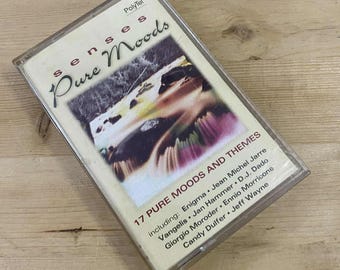 PolyTel
senses
Pure Moods
17 PURE MOODS AND THEMES
including: Enigma • Jean Michel Jarre
Vangelis • Jan Hammer • D.J. Dado
Giorgio Moroder • Ennio Morricone
Candy Dulfer • Jeff Wayne